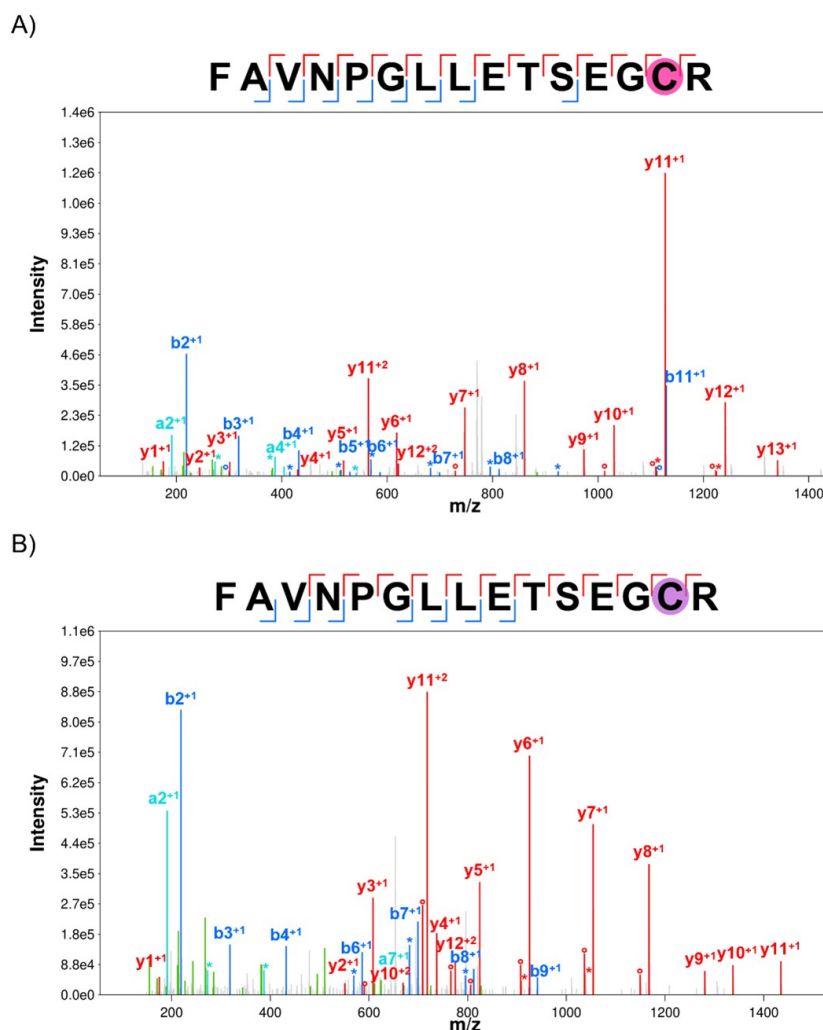 A)
F A V N P G L L E T S E G C R
1.4e6
1.3e6
1.2e6
1.0e6
9.3e5
8.1e5
7.0e5
5.8e5
4.6e5
3.5e5
2.3e5
1.2e5
0.0e0
Intensity
y11+1
b2+1
y11+2
y8+1
b11+1
y7+1
y12+1
a2+1
b3+1
y6+1
y10+1
b4+1
y5+1
y1+1
y3+1
a4+1
b5+1
b6+1
y9+1
y13+1
y2+1
y4+1
y12+2
b7+1
b8+1
200 400 600 800 1000 1200 1400
m/z
B)
F A V N P G L L E T S E G C R
1.1e6
9.7e5
8.8e5
8.0e5
7.1e5
6.2e5
5.3e5
4.4e5
3.5e5
2.7e5
1.8e5
8.8e4
0.0e0
Intensity
b2+1
y11+2
y6+1
a2+1
y7+1
y8+1
y3+1
y5+1
b7+1
b3+1
b4+1
y4+1
b6+1
y12+2
y1+1
y2+1
a7+1
b8+1
y10+2
b9+1
y9+1
y10+1
y11+1
200 400 600 800 1000 1200 1400
m/z